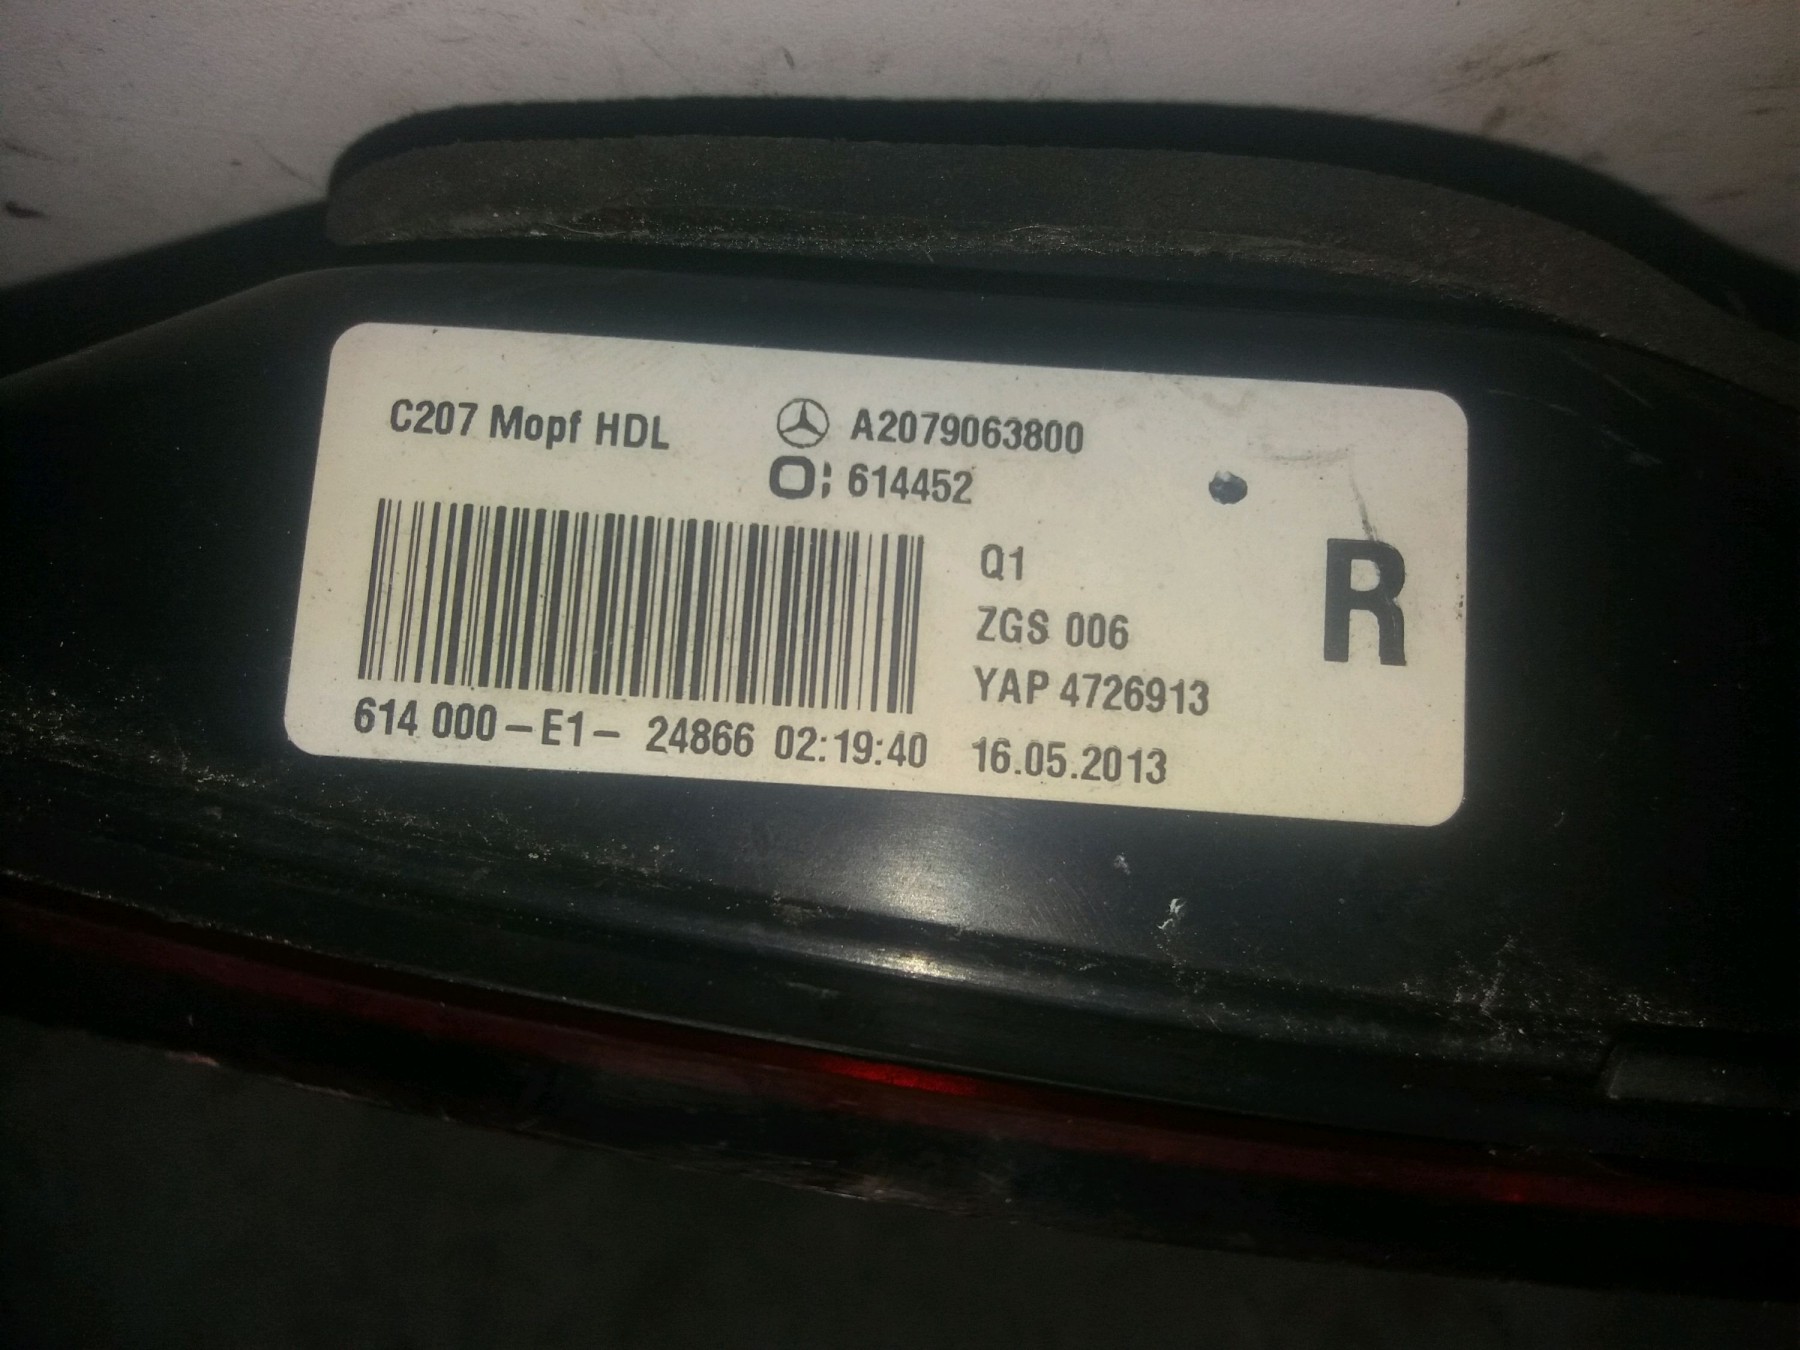 C207 Mopf HDL A2079063800
614452
Q1
ZGS 006
R
YAP 4726913
614 000-E1- 24866 02:19:40 16.05.2013